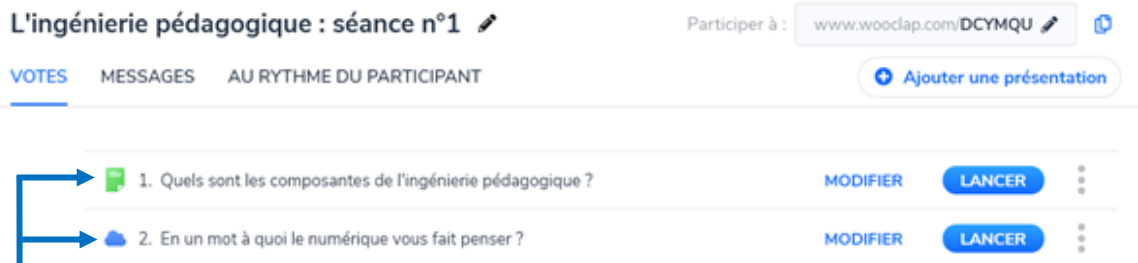 L'ingénierie pédagogique : séance n°1
Participer à : www.wooclap.com/DCYMQU
VOTES MESSAGES AU RYTHME DU PARTICIPANT
Ajouter une présentation
1. Quels sont les composantes de l'ingénierie pédagogique ? MODIFIER LANCER
2. En un mot à quoi le numérique vous fait penser ? MODIFIER LANCER